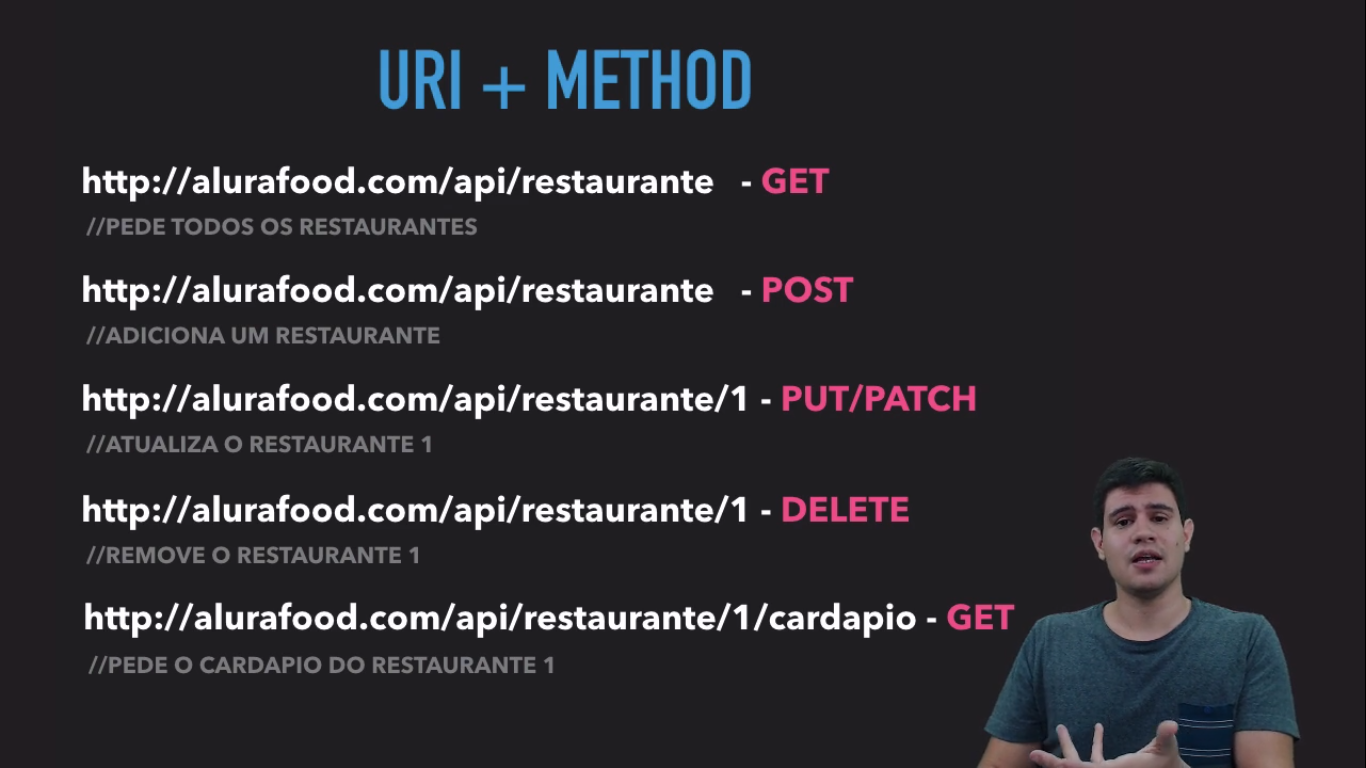 URI + METHOD
http://alurafood.com/api/restaurante - GET
//PEDE TODOS OS RESTAURANTES
http://alurafood.com/api/restaurante - POST
//ADICIONA UM RESTAURANTE
http://alurafood.com/api/restaurante/1 - PUT/PATCH
//ATUALIZA O RESTAURANTE 1
http://alurafood.com/api/restaurante/1 - DELETE
//REMOVE O RESTAURANTE 1
http://alurafood.com/api/restaurante/1/cardapio - GET
//PEDE O CARDAPIO DO RESTAURANTE 1